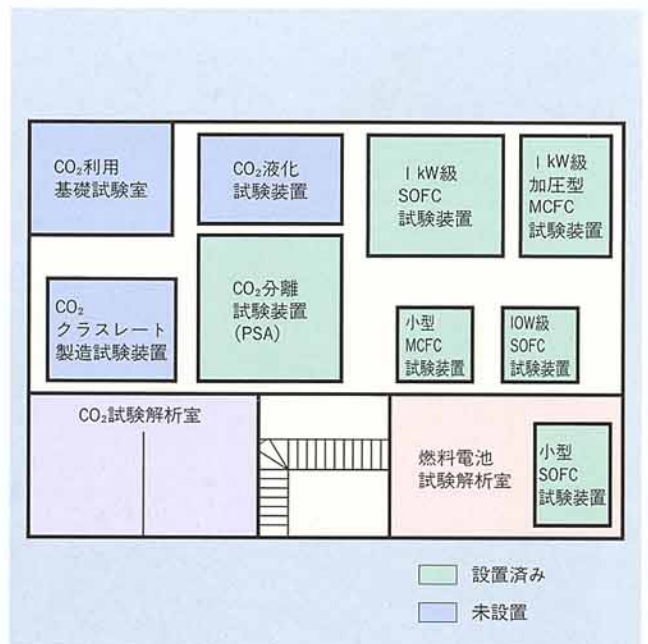 CO₂利用
基礎試験室
CO₂液化
試験装置
1kW級
SOFC
試験装置
1kW級
加圧型
MCFC
試験装置
CO₂
クラスレート
製造試験装置
CO₂分離
試験装置
(PSA)
小型
MCFC
試験装置
10W級
SOFC
試験装置
CO₂試験解析室
燃料電池
試験解析室
小型
SOFC
試験装置
設置済み
未設置